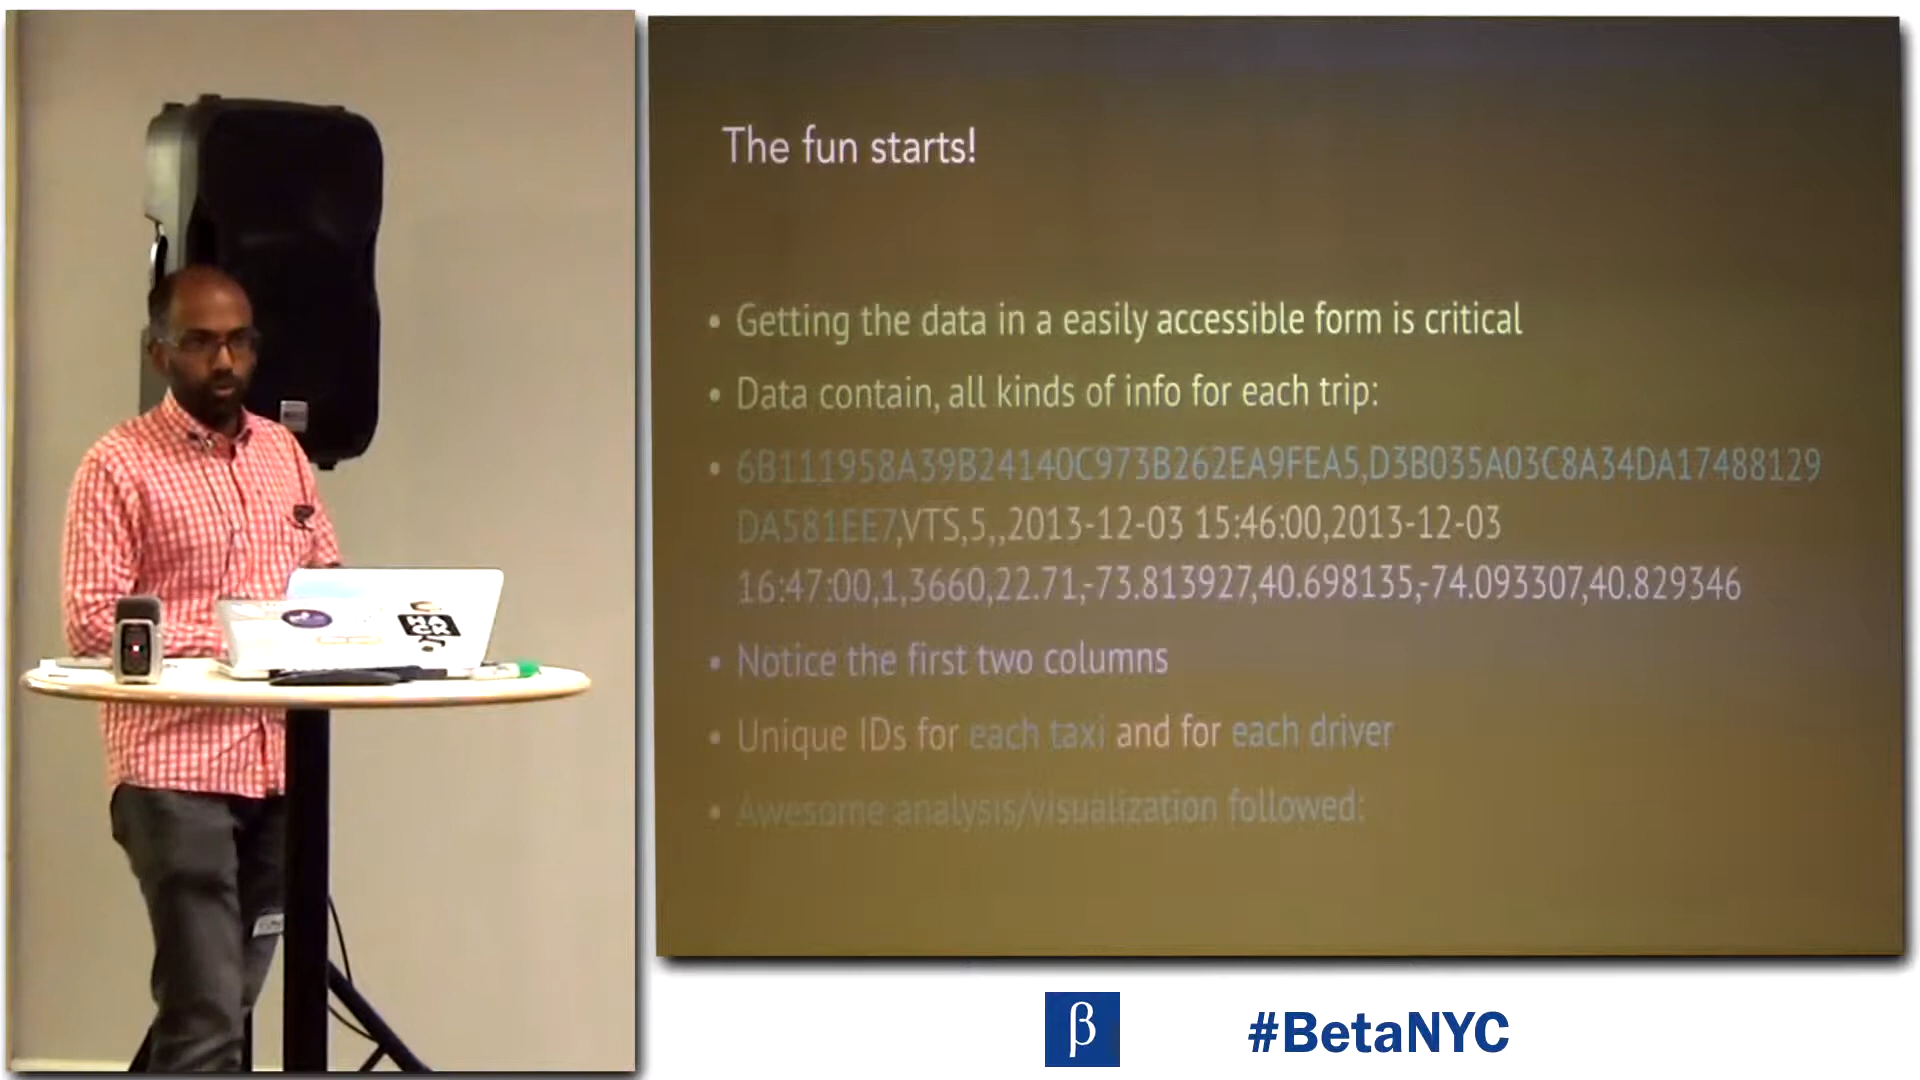 The fun starts!
• Getting the data in a easily accessible form is critical
• Data contain, all kinds of info for each trip:
• 6B111958A39B24140C973B262EA9FEA5,D3B035A03C8A34DA17488129
DA581EE7,VTS,5,,2013-12-03 15:46:00,2013-12-03
16:47:00,1,3660,22.71,-73.813927,40.698135,-74.093307,40.829346
• Notice the first two columns
• Unique IDs for each taxi and for each driver
• Awesome analysis/visualization followed:
HA
CK
β
#BetaNYC